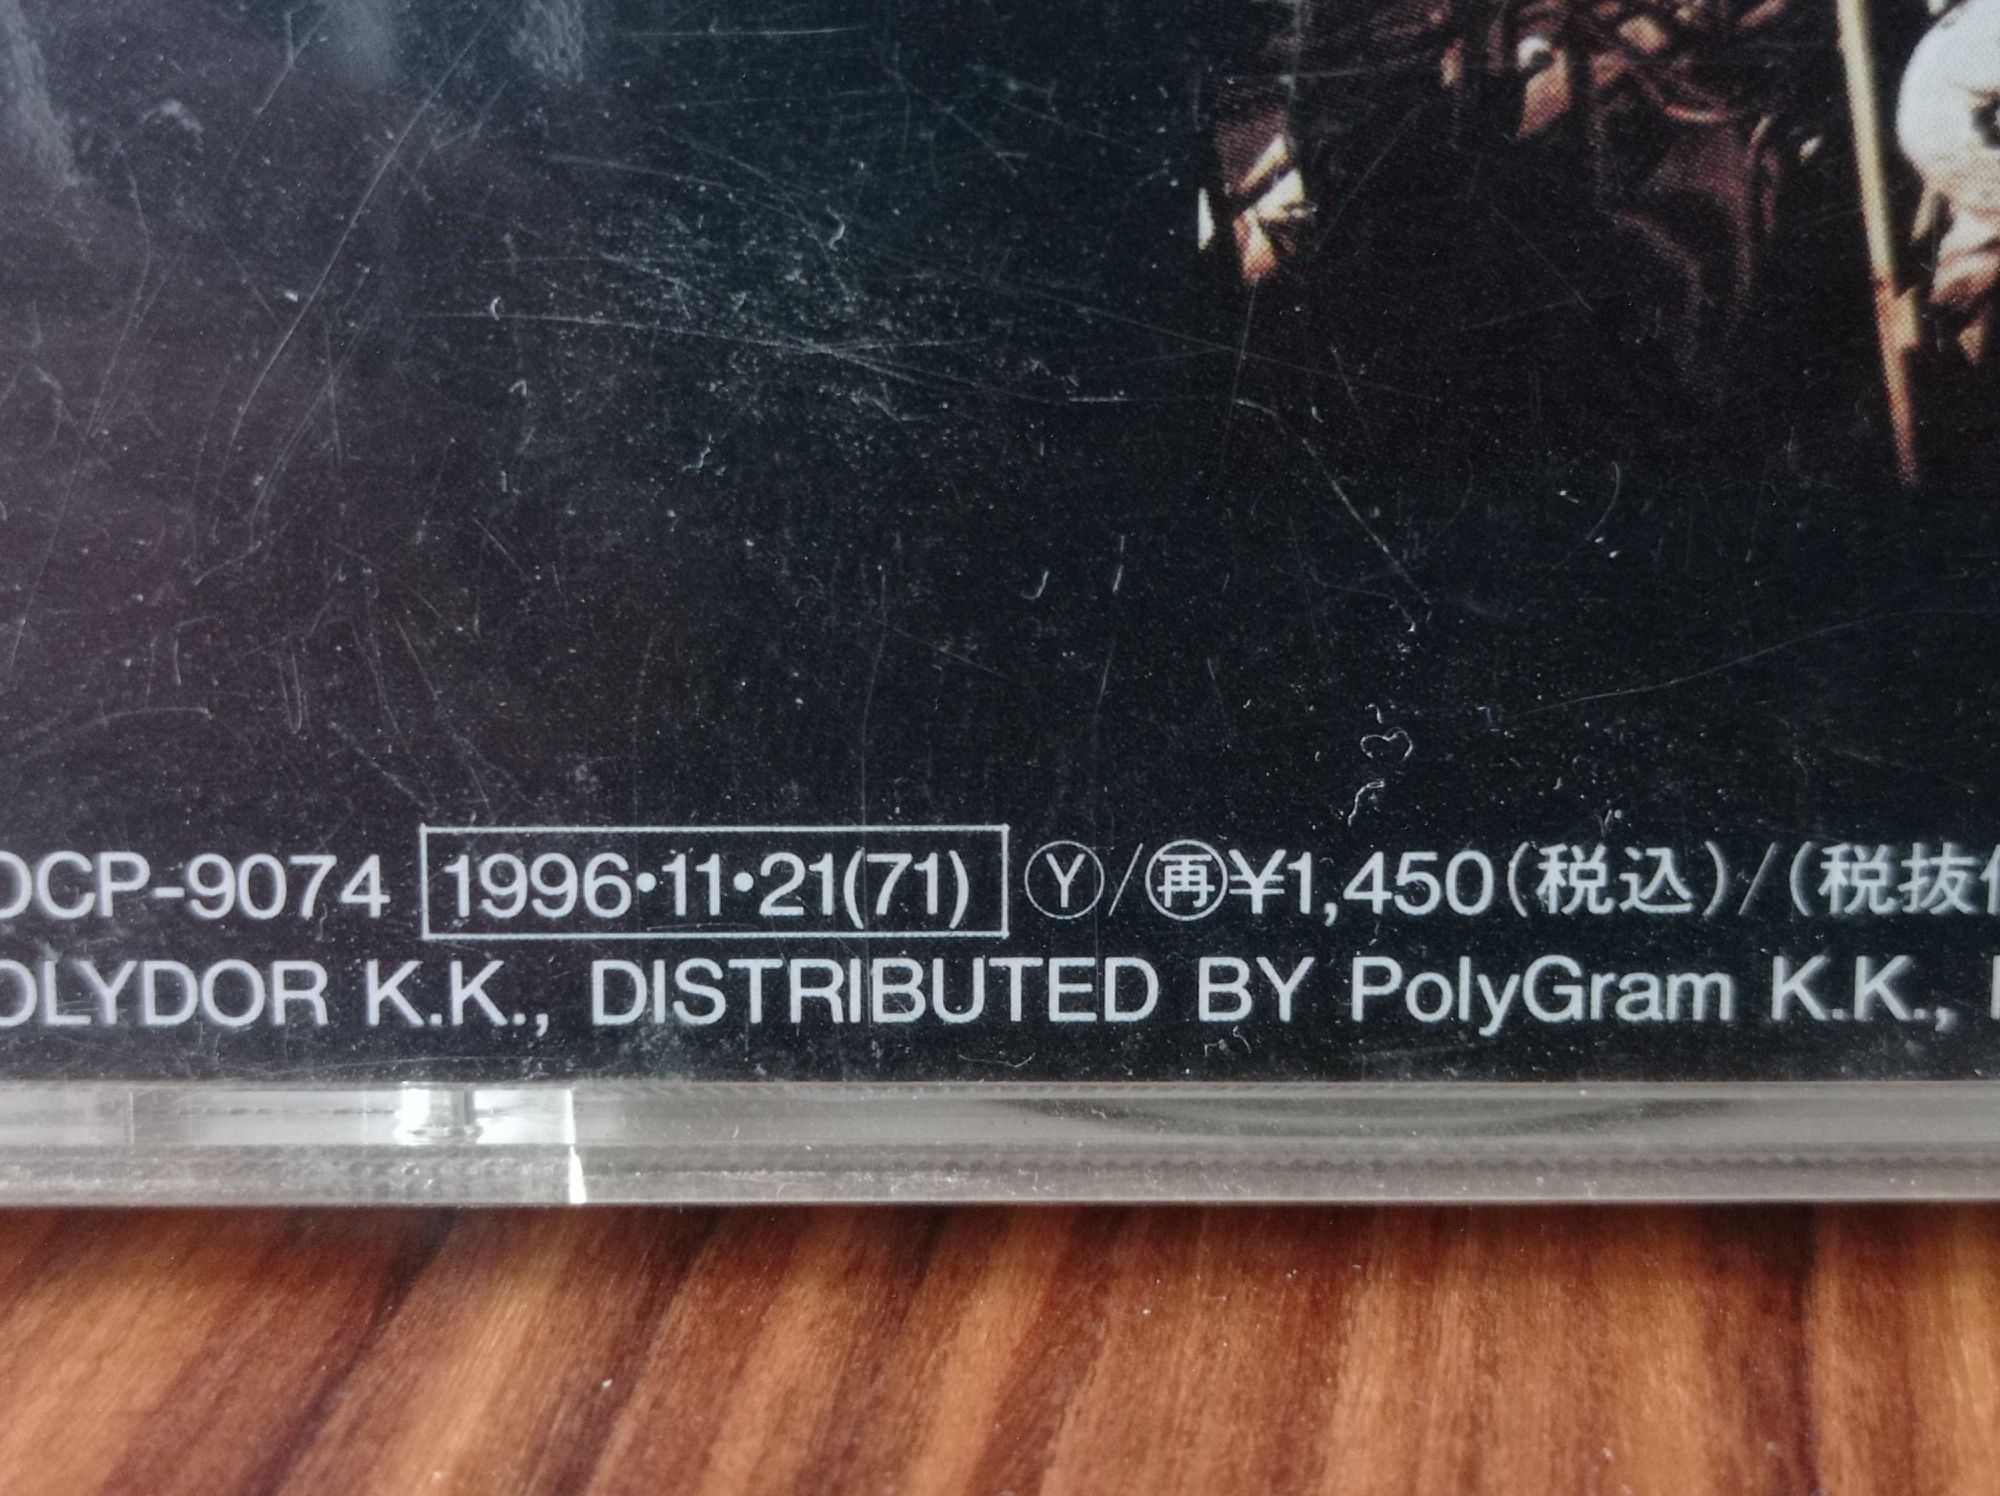 OCP-9074 1996・11・21(71) Ⓨ/㊢¥1,450(税込)/(税抜
OLYDOR K.K., DISTRIBUTED BY PolyGram K.K.,